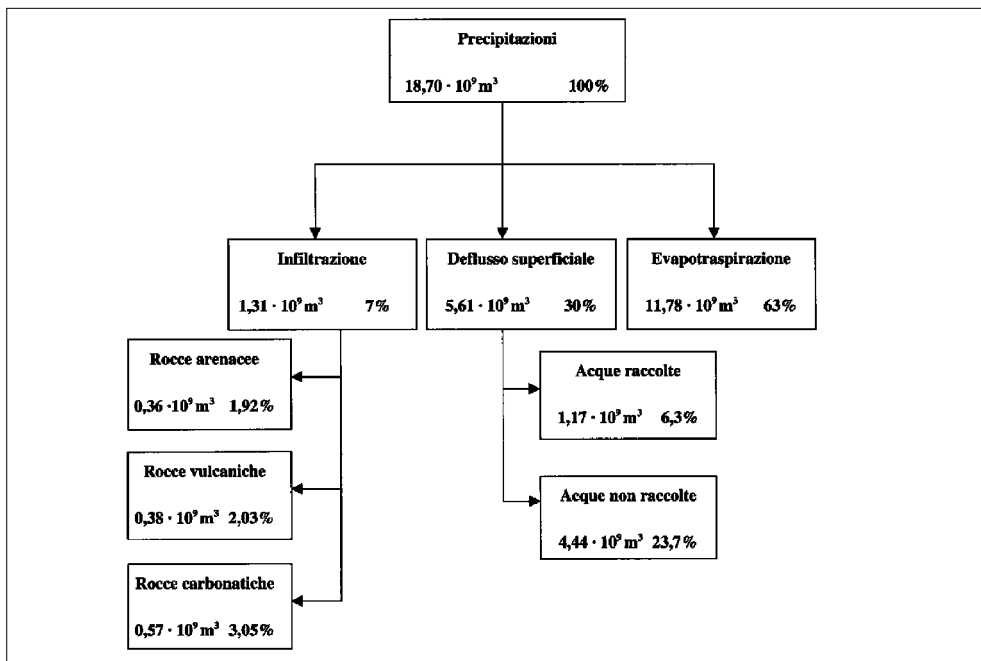 Precipitazioni
18,70 · 10⁹ m³ 100%
Infiltrazione
1,31 · 10⁹ m³ 7%
Deflusso superficiale
5,61 · 10⁹ m³ 30%
Evapotraspirazione
11,78 · 10⁹ m³ 63%
Rocce arenacee
0,36 ·10⁹ m³ 1,92%
Rocce vulcaniche
0,38 · 10⁹ m³ 2,03%
Rocce carbonatiche
0,57 · 10⁹ m³ 3,05%
Acque raccolte
1,17 · 10⁹ m³ 6,3%
Acque non raccolte
4,44 · 10⁹ m³ 23,7%